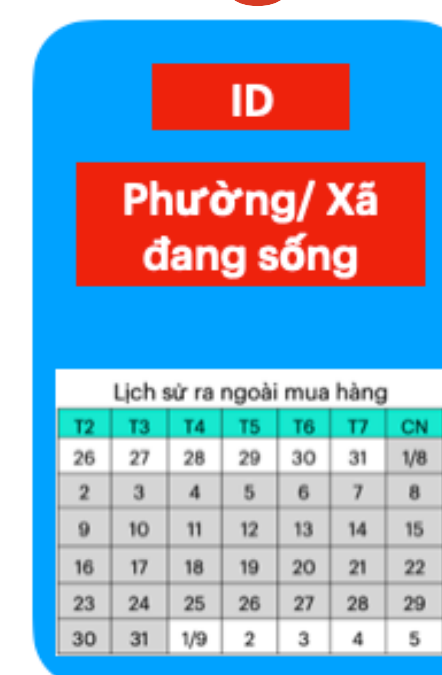 ID
Phường/ Xã
đang sống
Lịch sử ra ngoài mua hàng
T2 T3 T4 T5 T6 T7 CN
26 27 28 29 30 31 1/8
2 3 4 5 6 7 8
9 10 11 12 13 14 15
16 17 18 19 20 21 22
23 24 25 26 27 28 29
30 31 1/9 2 3 4 5